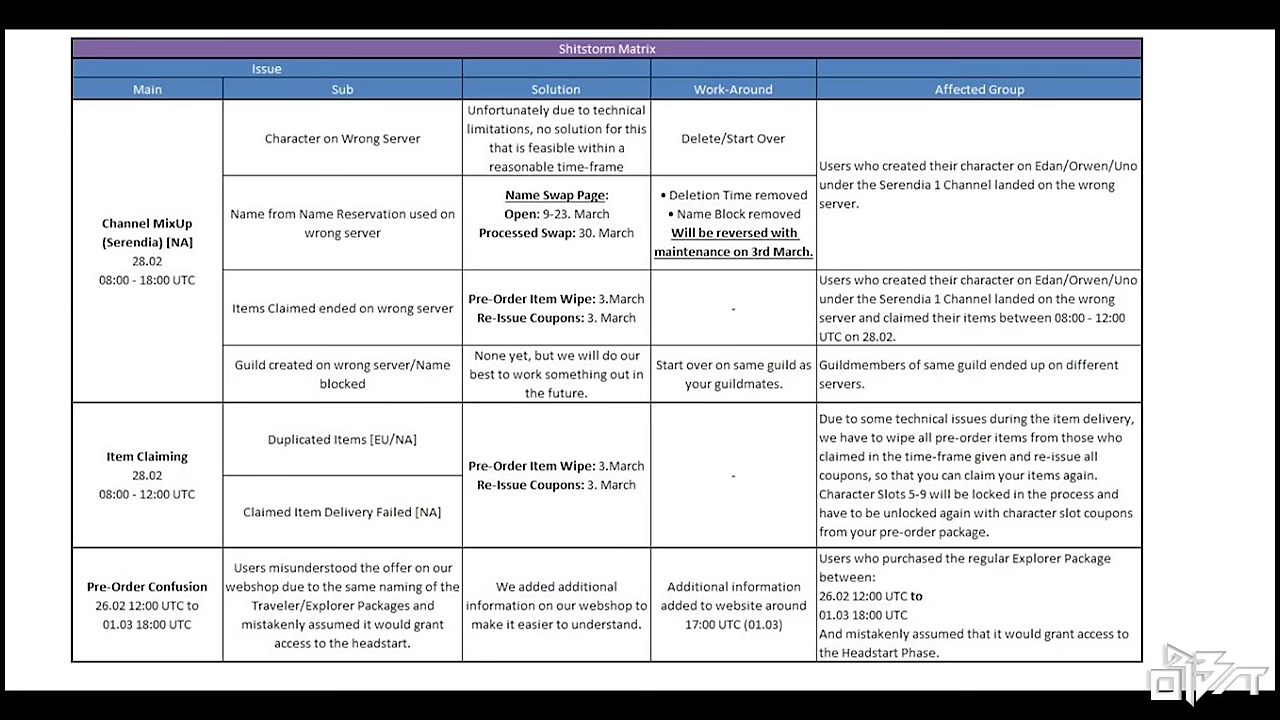 Shitstorm Matrix
Issue
Main
Sub
Solution
Work-Around
Affected Group
Channel MixUp
(Serendia) [NA]
28.02
08:00 - 18:00 UTC
Character on Wrong Server
Unfortunately due to technical
limitations, no solution for this
that is feasible within a
reasonable time-frame
Delete/Start Over
Users who created their character on Edan/Orwen/Uno
under the Serendia 1 Channel landed on the wrong
server.
Name from Name Reservation used on
wrong server
Name Swap Page:
Open: 9-23. March
Processed Swap: 30. March
• Deletion Time removed
• Name Block removed
Will be reversed with
maintenance on 3rd March.
Items Claimed ended on wrong server
Pre-Order Item Wipe: 3.March
Re-Issue Coupons: 3. March
-
Users who created their character on Edan/Orwen/Uno
under the Serendia 1 Channel landed on the wrong
server and claimed their items between 08:00 - 12:00
UTC on 28.02.
Guild created on wrong server/Name
blocked
None yet, but we will do our
best to work something out in
the future.
Start over on same guild as
your guildmates.
Guildmembers of same guild ended up on different
servers.
Item Claiming
28.02
08:00 - 12:00 UTC
Duplicated Items [EU/NA]
Claimed Item Delivery Failed [NA]
Pre-Order Item Wipe: 3.March
Re-Issue Coupons: 3. March
-
Due to some technical issues during the item delivery,
we have to wipe all pre-order items from those who
claimed in the time-frame given and re-issue all
coupons, so that you can claim your items again.
Character Slots 5-9 will be locked in the process and
have to be unlocked again with character slot coupons
from your pre-order package.
Pre-Order Confusion
26.02 12:00 UTC to
01.03 18:00 UTC
Users misunderstood the offer on our
webshop due to the same naming of the
Traveler/Explorer Packages and
mistakenly assumed it would grant
access to the headstart.
We added additional
information on our webshop to
make it easier to understand.
Additional information
added to website around
17:00 UTC (01.03)
Users who purchased the regular Explorer Package
between:
26.02 12:00 UTC to
01.03 18:00 UTC
And mistakenly assumed that it would grant access to
the Headstart Phase.